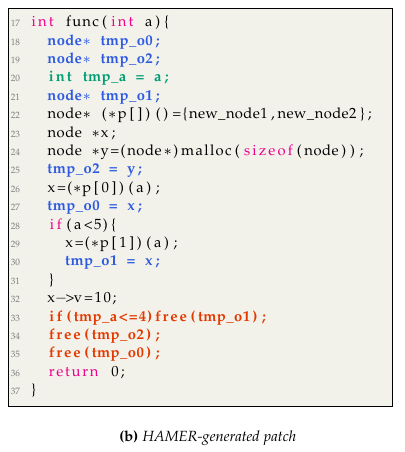 17 int func(int a){
18 node* tmp_o0;
19 node* tmp_o2;
20 int tmp_a = a;
21 node* tmp_o1;
22 node* (*p[])()={new_node1,new_node2};
23 node *x;
24 node *y=(node*)malloc(sizeof(node));
25 tmp_o2 = y;
26 x=(*p[0])(a);
27 tmp_o0 = x;
28 if(a<5){
29 x=(*p[1])(a);
30 tmp_o1 = x;
31 }
32 x->v=10;
33 if(tmp_a<=4)free(tmp_o1);
34 free(tmp_o2);
35 free(tmp_o0);
36 return 0;
37 }
(b) HAMER-generated patch